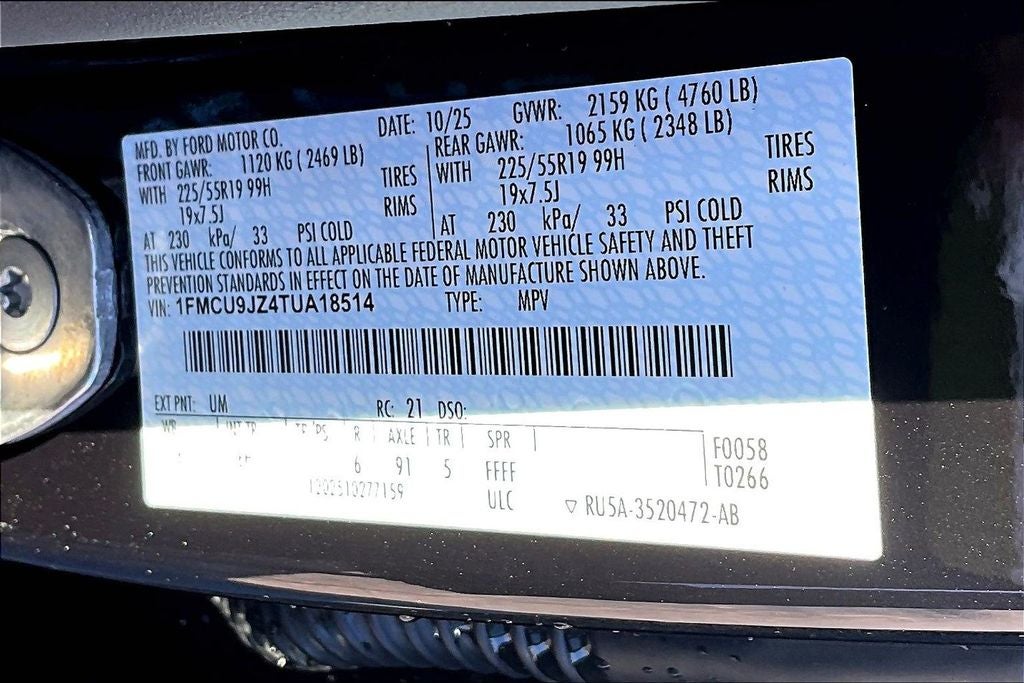 MFD. BY FORD MOTOR CO. DATE: 10/25 GVWR: 2159 KG ( 4760 LB)
FRONT GAWR: 1120 KG ( 2469 LB) REAR GAWR: 1065 KG ( 2348 LB)
WITH 225/55R19 99H TIRES WITH 225/55R19 99H TIRES
19x7.5J RIMS 19x7.5J RIMS
AT 230 kPa/ 33 PSI COLD AT 230 kPa/ 33 PSI COLD
THIS VEHICLE CONFORMS TO ALL APPLICABLE FEDERAL MOTOR VEHICLE SAFETY AND THEFT
PREVENTION STANDARDS IN EFFECT ON THE DATE OF MANUFACTURE SHOWN ABOVE.
VIN: 1FMCU9JZ4TUA18514 TYPE: MPV
EXT PNT: UM RC: 21 DSO:
R AXLE TR SPR F0058
6 91 5 FFFF T0266
ULC ▽ RU5A-3520472-AB